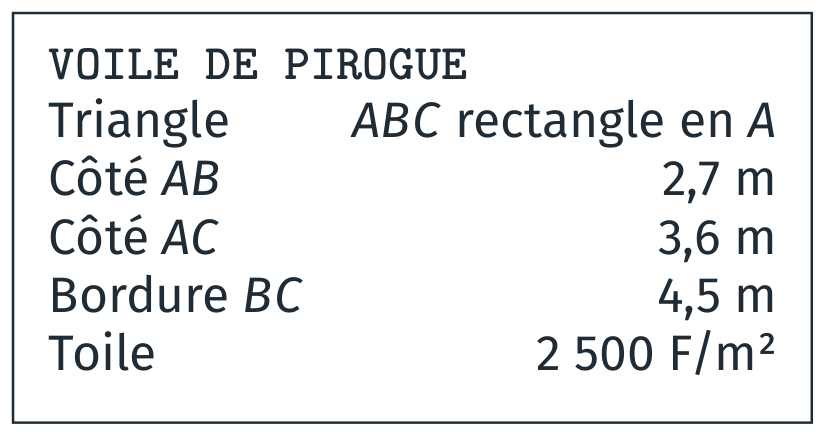 VOILE DE PIROGUE
Triangle ABC rectangle en A
Côté AB 2,7 m
Côté AC 3,6 m
Bordure BC 4,5 m
Toile 2 500 F/m²